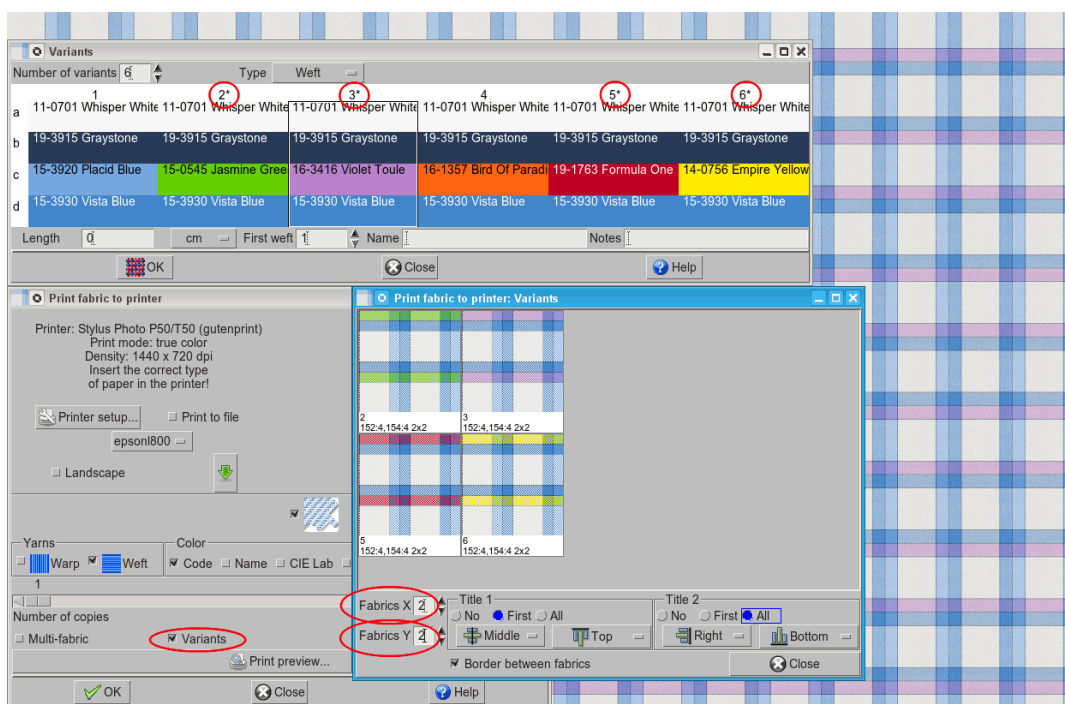 Variants
Number of variants 6 Type Weft
1 2* 3* 4 5* 6*
a 11-0701 Whisper White 11-0701 Whisper White 11-0701 Whisper White 11-0701 Whisper White 11-0701 Whisper White 11-0701 Whisper White
b 19-3915 Graystone 19-3915 Graystone 19-3915 Graystone 19-3915 Graystone 19-3915 Graystone 19-3915 Graystone
c 15-3920 Placid Blue 15-0545 Jasmine Gree 16-3416 Violet Toule 16-1357 Bird Of Paradi 19-1763 Formula One 14-0756 Empire Yellow
d 15-3930 Vista Blue 15-3930 Vista Blue 15-3930 Vista Blue 15-3930 Vista Blue 15-3930 Vista Blue 15-3930 Vista Blue
Length 0 cm First weft 1 Name Notes
OK Close Help
Print fabric to printer
Printer: Stylus Photo P50/T50 (gutenprint)
Print mode: true color
Density: 1440 x 720 dpi
Insert the correct type
of paper in the printer!
Printer setup... Print to file
epsonl800
Landscape
Yarns Color
Warp Weft Code Name CIE Lab
1
Number of copies
Multi-fabric Variants
Print preview...
OK Close Help
Print fabric to printer: Variants
2 3
152:4,154:4 2x2 152:4,154:4 2x2
5 6
152:4,154:4 2x2 152:4,154:4 2x2
Fabrics X 2 Title 1 Title 2
No First All No First All
Fabrics Y 2 Middle Top Right Bottom
Border between fabrics Close